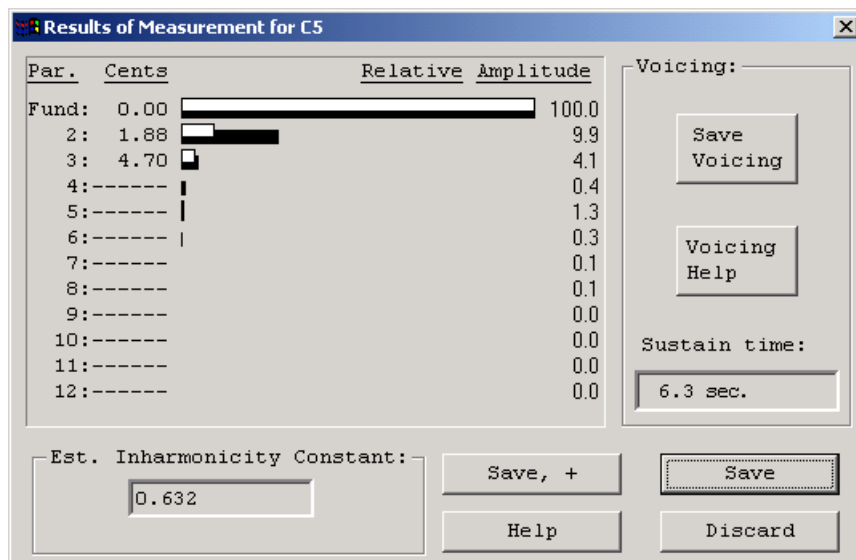 Results of Measurement for C5
Par. Cents Relative Amplitude
Fund: 0.00 100.0
2: 1.88 9.9
3: 4.70 4.1
4:------ 0.4
5:------ 1.3
6:------ 0.3
7:------ 0.1
8:------ 0.1
9:------ 0.0
10:------ 0.0
11:------ 0.0
12:------ 0.0
Voicing:
Save
Voicing
Voicing
Help
Sustain time:
6.3 sec.
Est. Inharmonicity Constant:
0.632
Save, +
Save
Help
Discard